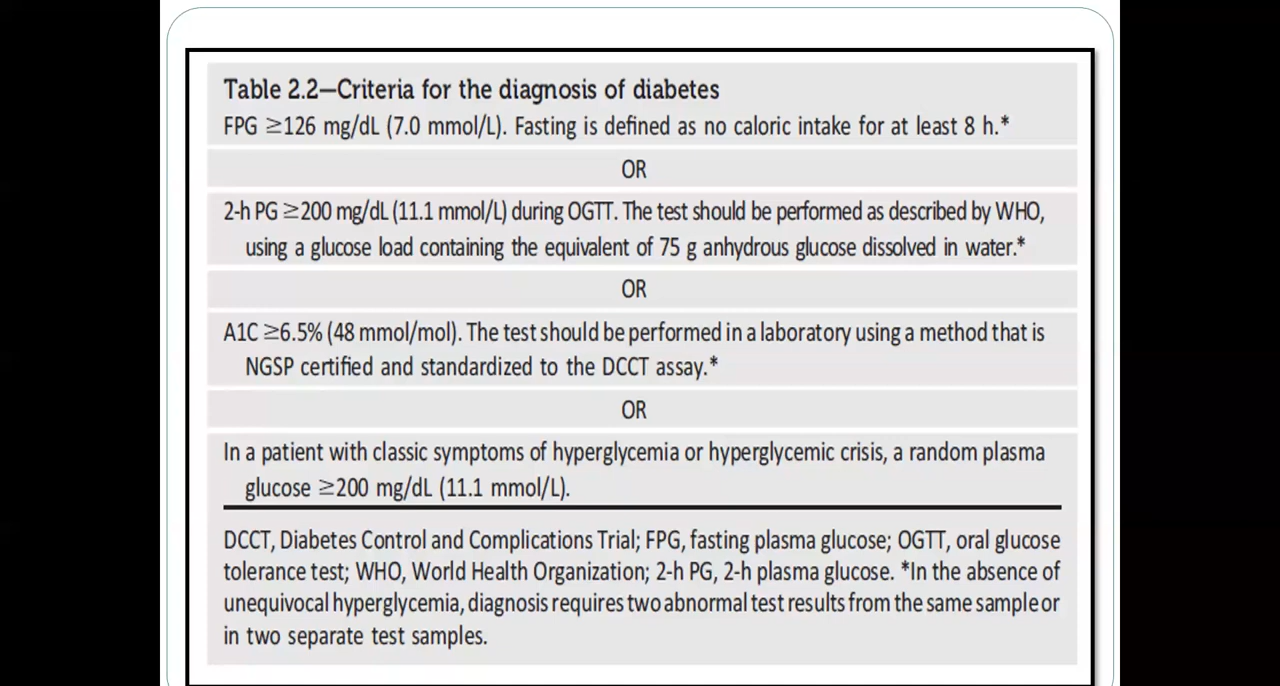 Table 2.2—Criteria for the diagnosis of diabetes
FPG ≥126 mg/dL (7.0 mmol/L). Fasting is defined as no caloric intake for at least 8 h.*
OR
2-h PG ≥200 mg/dL (11.1 mmol/L) during OGTT. The test should be performed as described by WHO,
using a glucose load containing the equivalent of 75 g anhydrous glucose dissolved in water.*
OR
A1C ≥6.5% (48 mmol/mol). The test should be performed in a laboratory using a method that is
NGSP certified and standardized to the DCCT assay.*
OR
In a patient with classic symptoms of hyperglycemia or hyperglycemic crisis, a random plasma
glucose ≥200 mg/dL (11.1 mmol/L).
DCCT, Diabetes Control and Complications Trial; FPG, fasting plasma glucose; OGTT, oral glucose
tolerance test; WHO, World Health Organization; 2-h PG, 2-h plasma glucose. *In the absence of
unequivocal hyperglycemia, diagnosis requires two abnormal test results from the same sample or
in two separate test samples.